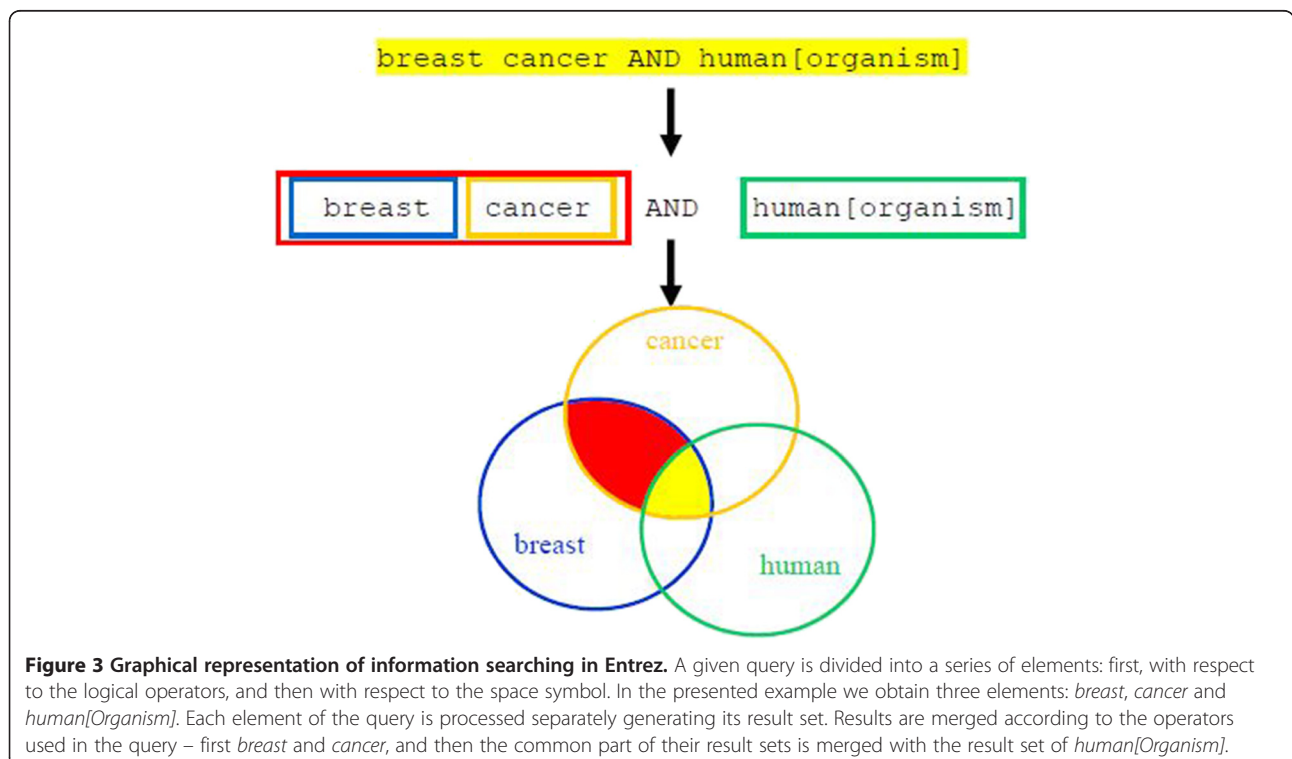 breast cancer AND human[organism]
breast cancer AND human[organism]
cancer
breast
human
Figure 3 Graphical representation of information searching in Entrez. A given query is divided into a series of elements: first, with respect
to the logical operators, and then with respect to the space symbol. In the presented example we obtain three elements: breast, cancer and
human[Organism]. Each element of the query is processed separately generating its result set. Results are merged according to the operators
used in the query – first breast and cancer, and then the common part of their result sets is merged with the result set of human[Organism].